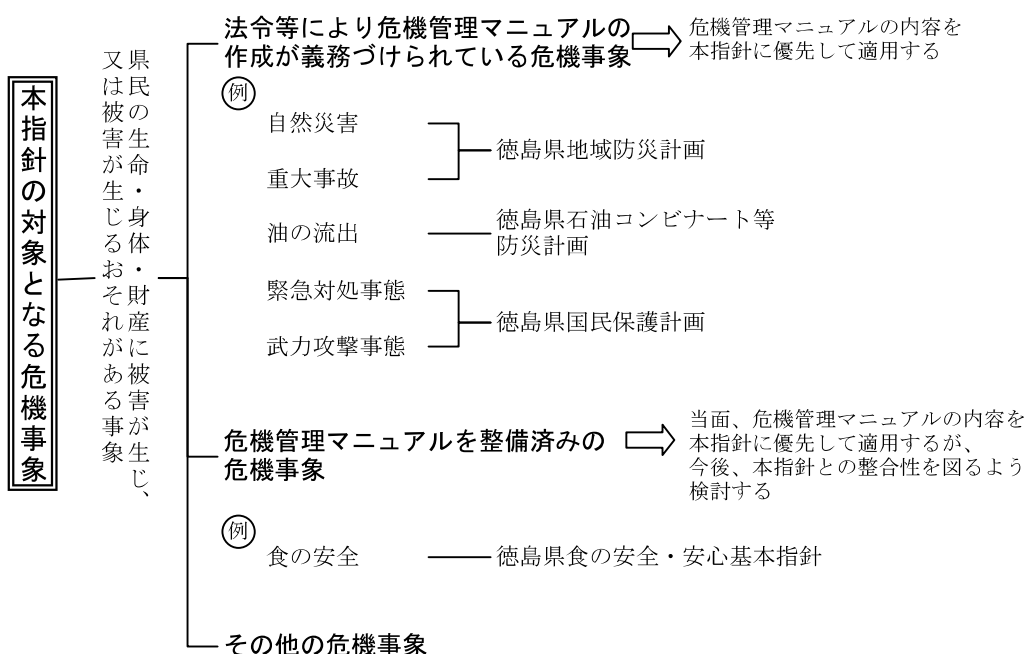 本指針の対象となる危機事象
県民の生命・身体・財産に被害が生じ、
又は被害が生じるおそれがある事象
法令等により危機管理マニュアルの
作成が義務づけられている危機事象
危機管理マニュアルの内容を
本指針に優先して適用する
例
自然災害
重大事故
徳島県地域防災計画
油の流出
徳島県石油コンビナート等
防災計画
緊急対処事態
武力攻撃事態
徳島県国民保護計画
危機管理マニュアルを整備済みの
危機事象
当面、危機管理マニュアルの内容を
本指針に優先して適用するが、
今後、本指針との整合性を図るよう
検討する
例
食の安全
徳島県食の安全・安心基本指針
その他の危機事象